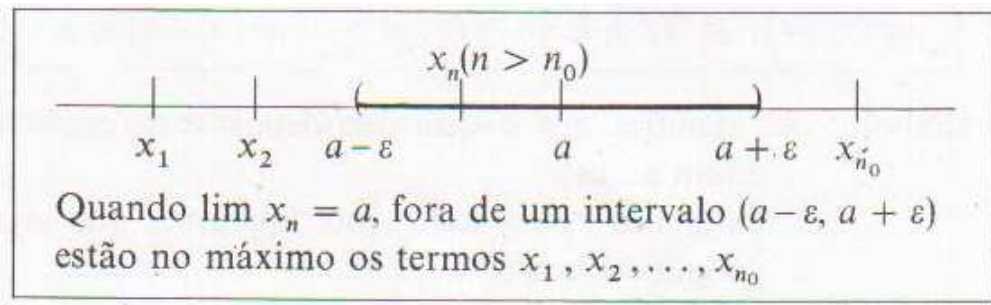 xₙ(n > n₀)
x₁ x₂ a – ε a a + ε xₙ₀
Quando lim xₙ = a, fora de um intervalo (a – ε, a + ε)
estão no máximo os termos x₁ , x₂ , . . . , xₙ₀